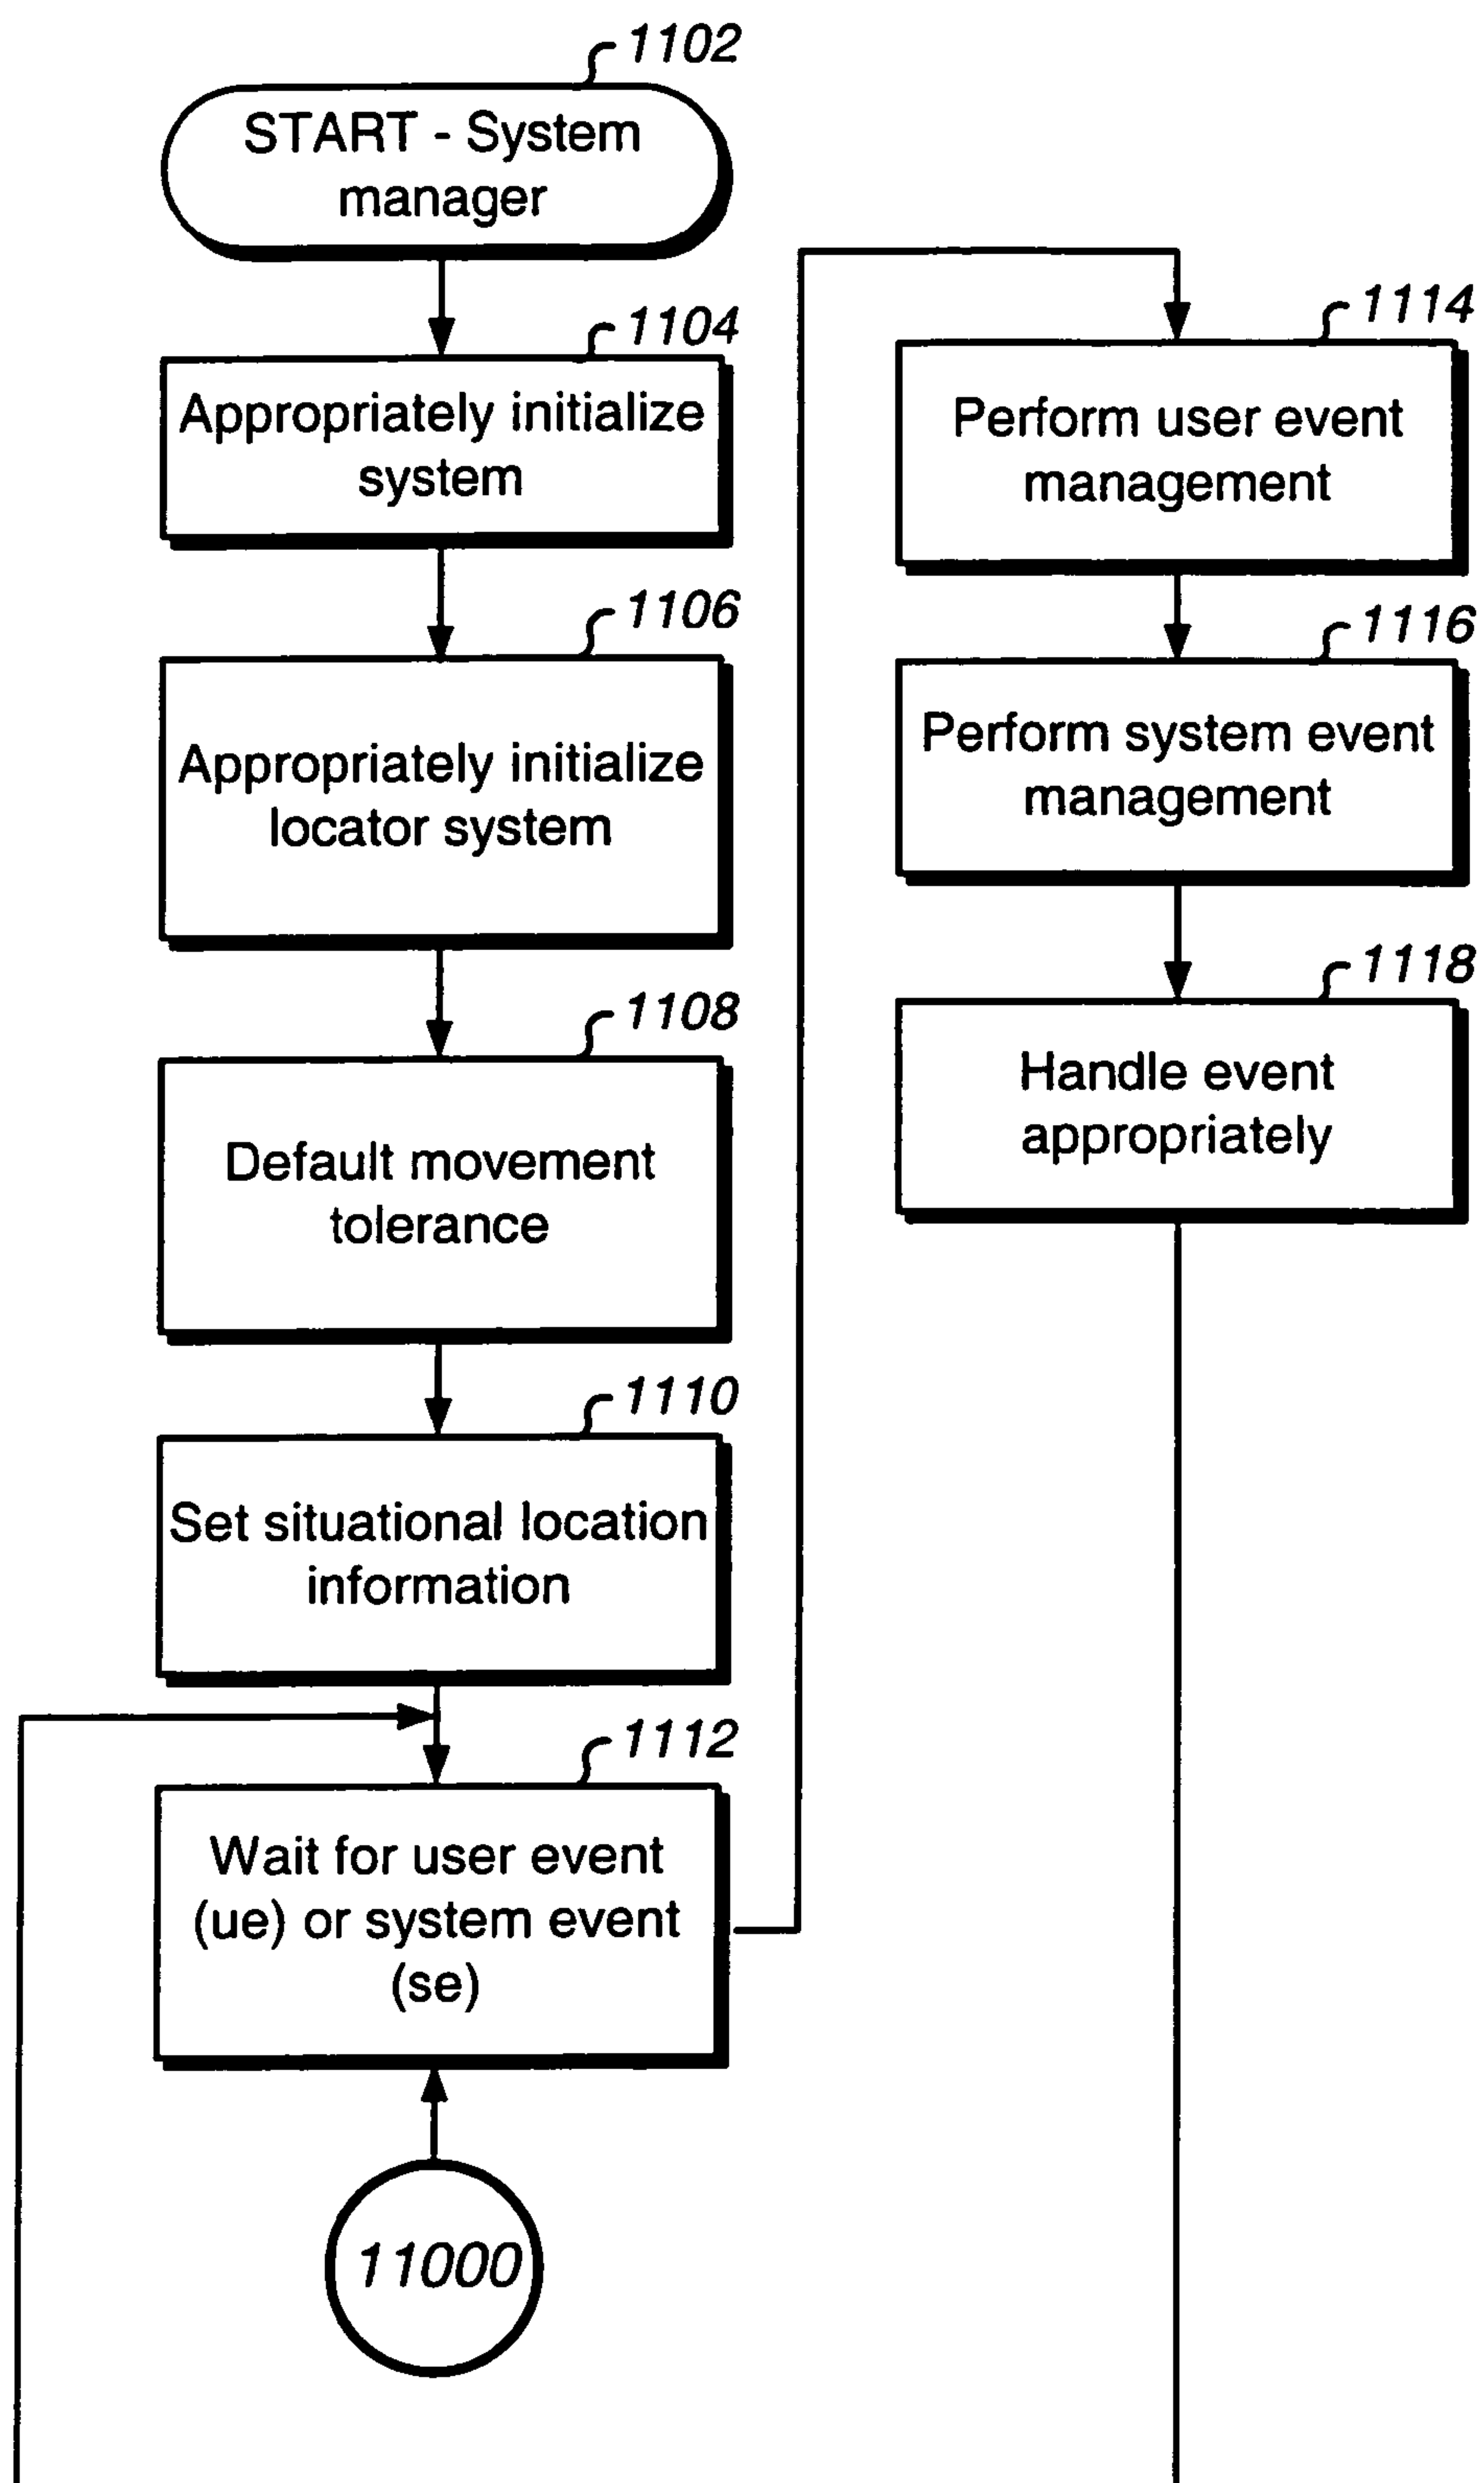 1102
START - System
manager
1104
Appropriately initialize
system
1106
Appropriately initialize
locator system
1108
Default movement
tolerance
1110
Set situational location
information
1112
Wait for user event
(ue) or system event
(se)
11000
1114
Perform user event
management
1116
Perform system event
management
1118
Handle event
appropriately